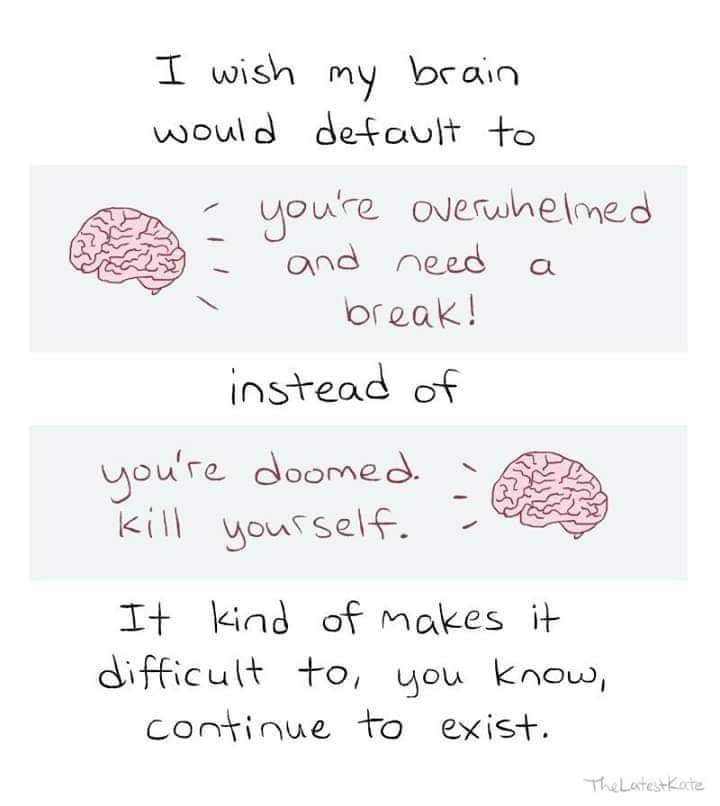 I wish my brain
would default to
you're overwhelmed
and need a
break!
instead of
you're doomed.
kill yourself.
It kind of makes it
difficult to, you know,
continue to exist.
TheLatestKate